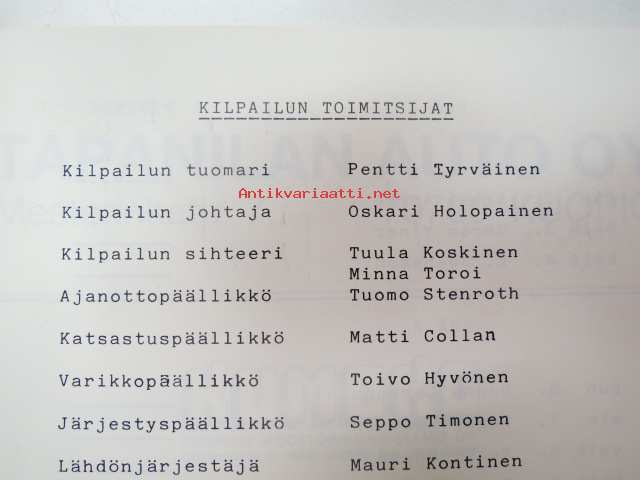 KILPAILUN TOIMITSIJAT
Kilpailun tuomari Pentti Tyrväinen
Antikvariaatti.net
Kilpailun johtaja Oskari Holopainen
Kilpailun sihteeri Tuula Koskinen
Minna Toroi
Ajanottopäällikkö Tuomo Stenroth
Katsastuspäällikkö Matti Collan
Varikkopäällikkö Toivo Hyvönen
Järjestyspäällikkö Seppo Timonen
Lähdönjärjestäjä Mauri Kontinen